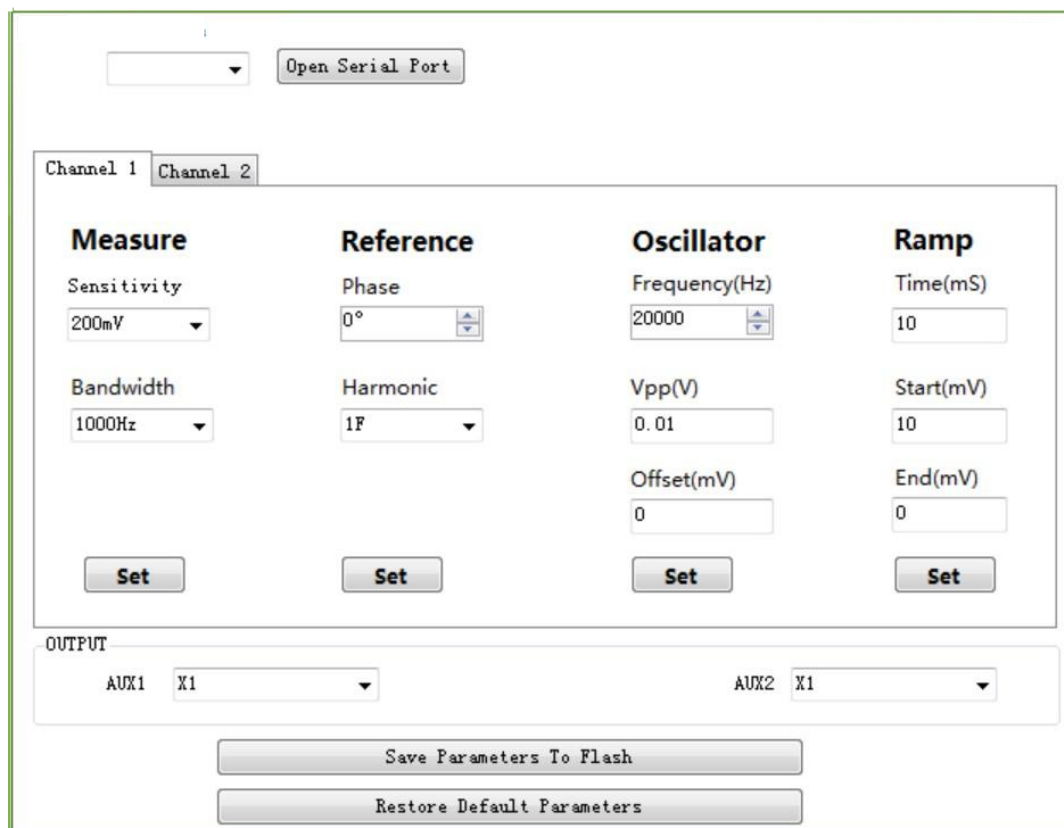 Open Serial Port
Channel 1 Channel 2
Measure Reference Oscillator Ramp
Sensitivity Phase Frequency(Hz) Time(mS)
200mV 0° 20000 10
Bandwidth Harmonic Vpp(V) Start(mV)
1000Hz 1F 0.01 10
Offset(mV) End(mV)
0 0
Set Set Set Set
OUTPUT
AUX1 X1 AUX2 X1
Save Parameters To Flash
Restore Default Parameters